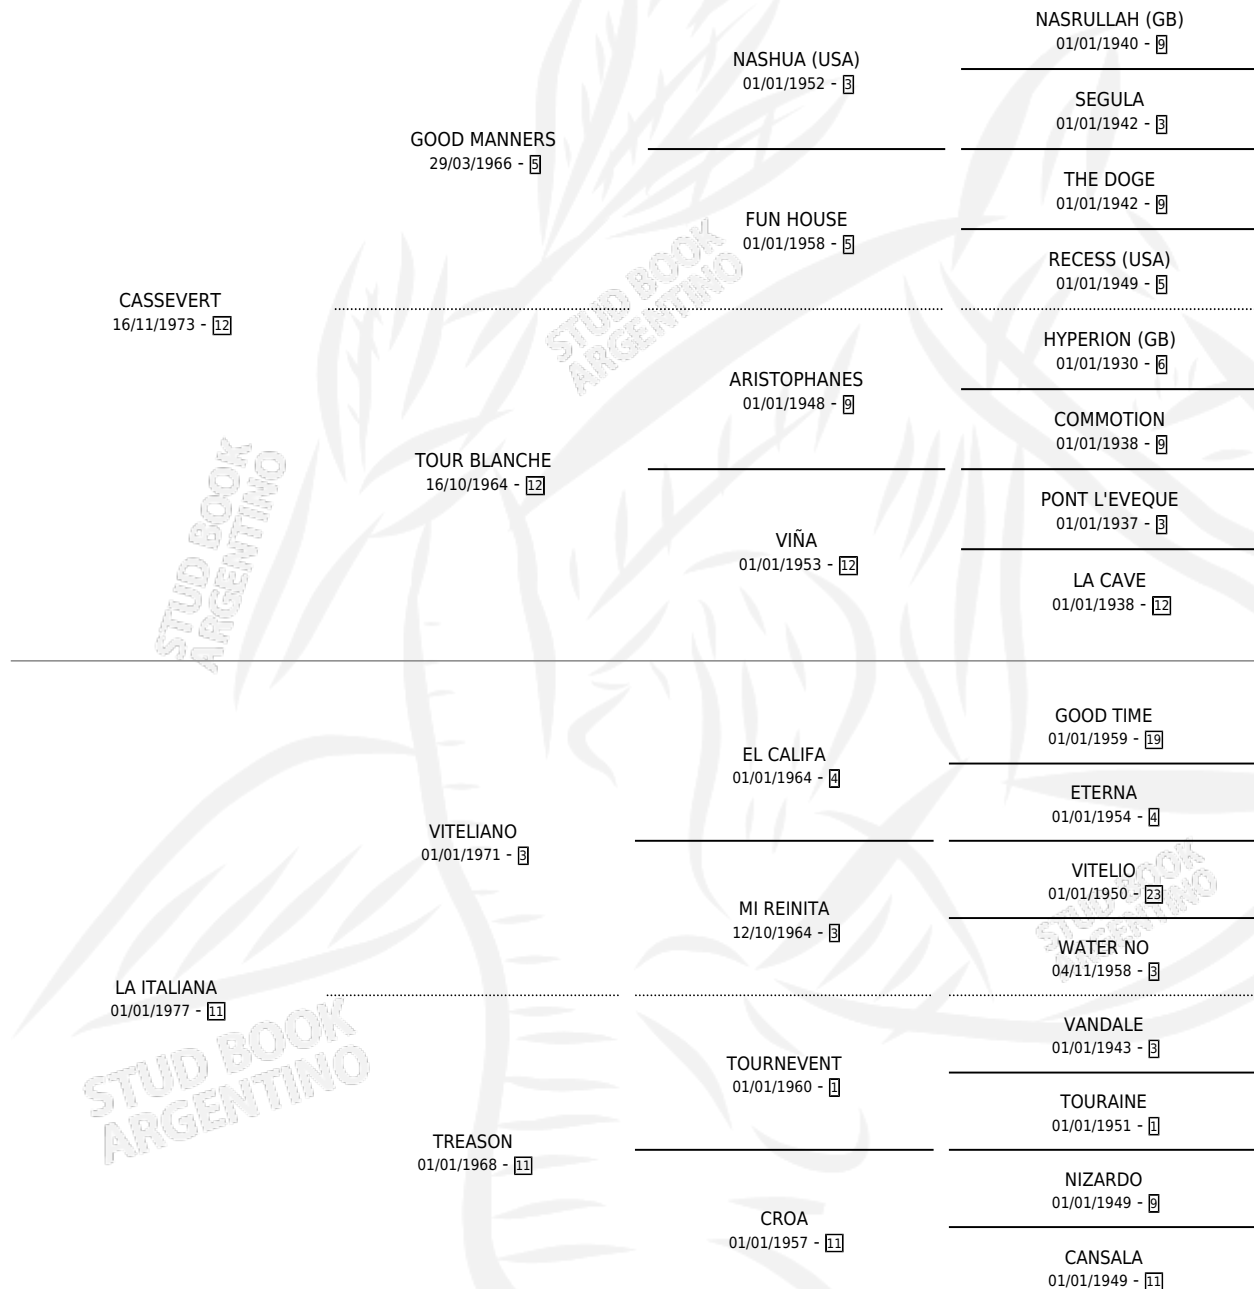 NASRULLAH (GB)
01/01/1940 - 9
NASHUA (USA)
01/01/1952 - 3
SEGULA
01/01/1942 - 3
GOOD MANNERS
29/03/1966 - 5
THE DOGE
01/01/1942 - 9
FUN HOUSE
01/01/1958 - 5
RECESS (USA)
01/01/1949 - 5
CASSEVERT
16/11/1973 - 12
HYPERION (GB)
01/01/1930 - 6
ARISTOPHANES
01/01/1948 - 9
COMMOTION
01/01/1938 - 9
TOUR BLANCHE
16/10/1964 - 12
PONT L'EVEQUE
01/01/1937 - 3
VIÑA
01/01/1953 - 12
LA CAVE
01/01/1938 - 12
GOOD TIME
01/01/1959 - 19
EL CALIFA
01/01/1964 - 4
ETERNA
01/01/1954 - 4
VITELIANO
01/01/1971 - 3
VITELIO
01/01/1950 - 23
MI REINITA
12/10/1964 - 3
WATER NO
04/11/1958 - 3
LA ITALIANA
01/01/1977 - 11
VANDALE
01/01/1943 - 3
TOURNEVENT
01/01/1960 - 1
TOURAINE
01/01/1951 - 1
TREASON
01/01/1968 - 11
NIZARDO
01/01/1949 - 9
CROA
01/01/1957 - 11
CANSALA
01/01/1949 - 11
STUD BOOK
ARGENTINO
STUD BOOK
ARGENTINO
STUD BOOK
ARGENTINO
STUD BOOK
ARGENTINO